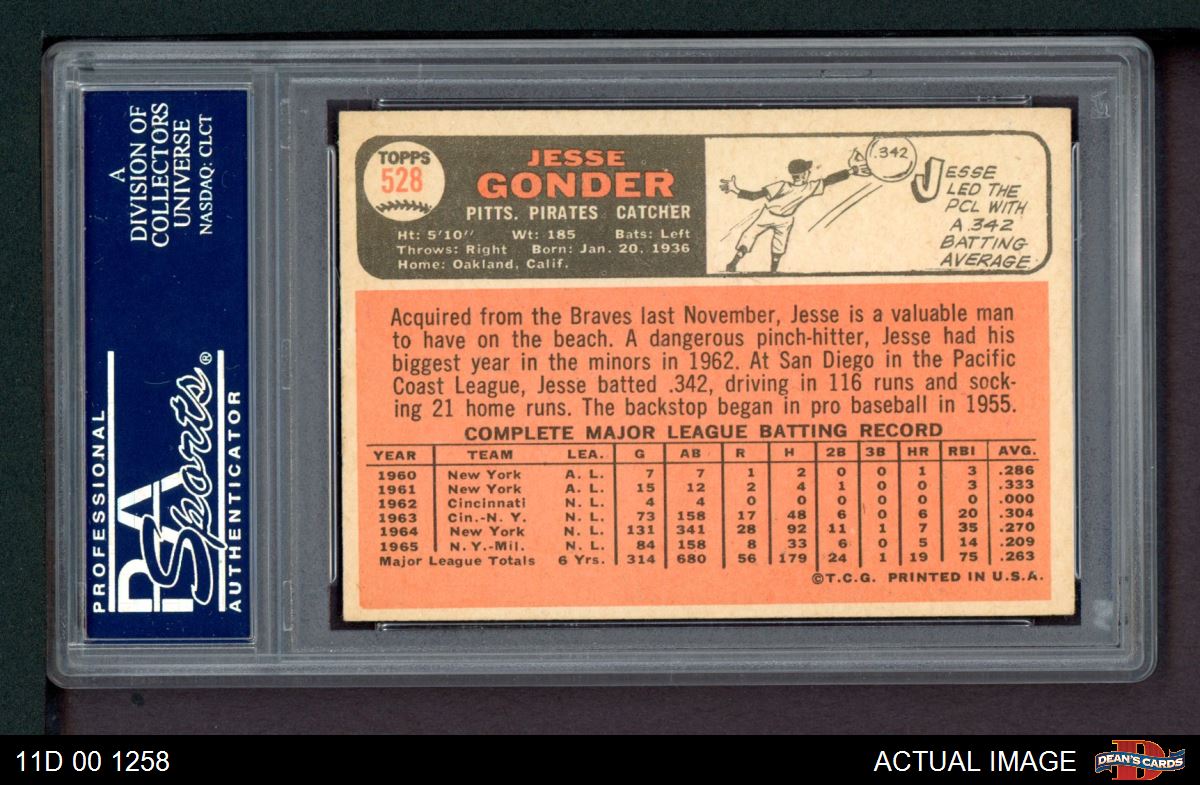 A
DIVISION OF
COLLECTORS
UNIVERSE
NASDAQ: CLCT
PROFESSIONAL
PSA
Sports®
AUTHENTICATOR
TOPPS
528
JESSE
GONDER
PITTS. PIRATES CATCHER
Ht: 5'10" Wt: 185 Bats: Left
Throws: Right Born: Jan. 20, 1936
Home: Oakland, Calif.
.342
JESSE
LED THE
PCL WITH
A .342
BATTING
AVERAGE
Acquired from the Braves last November, Jesse is a valuable man
to have on the beach. A dangerous pinch-hitter, Jesse had his
biggest year in the minors in 1962. At San Diego in the Pacific
Coast League, Jesse batted .342, driving in 116 runs and sock-
ing 21 home runs. The backstop began in pro baseball in 1955.
COMPLETE MAJOR LEAGUE BATTING RECORD
YEAR TEAM LEA. G AB R H 2B 3B HR RBI AVG.
1960 New York A. L. 7 7 1 2 0 0 1 3 .286
1961 New York A. L. 15 12 2 4 1 0 0 3 .333
1962 Cincinnati N. L. 4 4 0 0 0 0 0 0 .000
1963 Cin.-N. Y. N. L. 73 158 17 48 6 0 6 20 .304
1964 New York N. L. 131 341 28 92 11 1 7 35 .270
1965 N. Y.-Mil. N. L. 84 158 8 33 6 0 5 14 .209
Major League Totals 6 Yrs. 314 680 56 179 24 1 19 75 .263
©T.C.G. PRINTED IN U.S.A.
11D 00 1258
ACTUAL IMAGE
D
DEAN'S CARDS